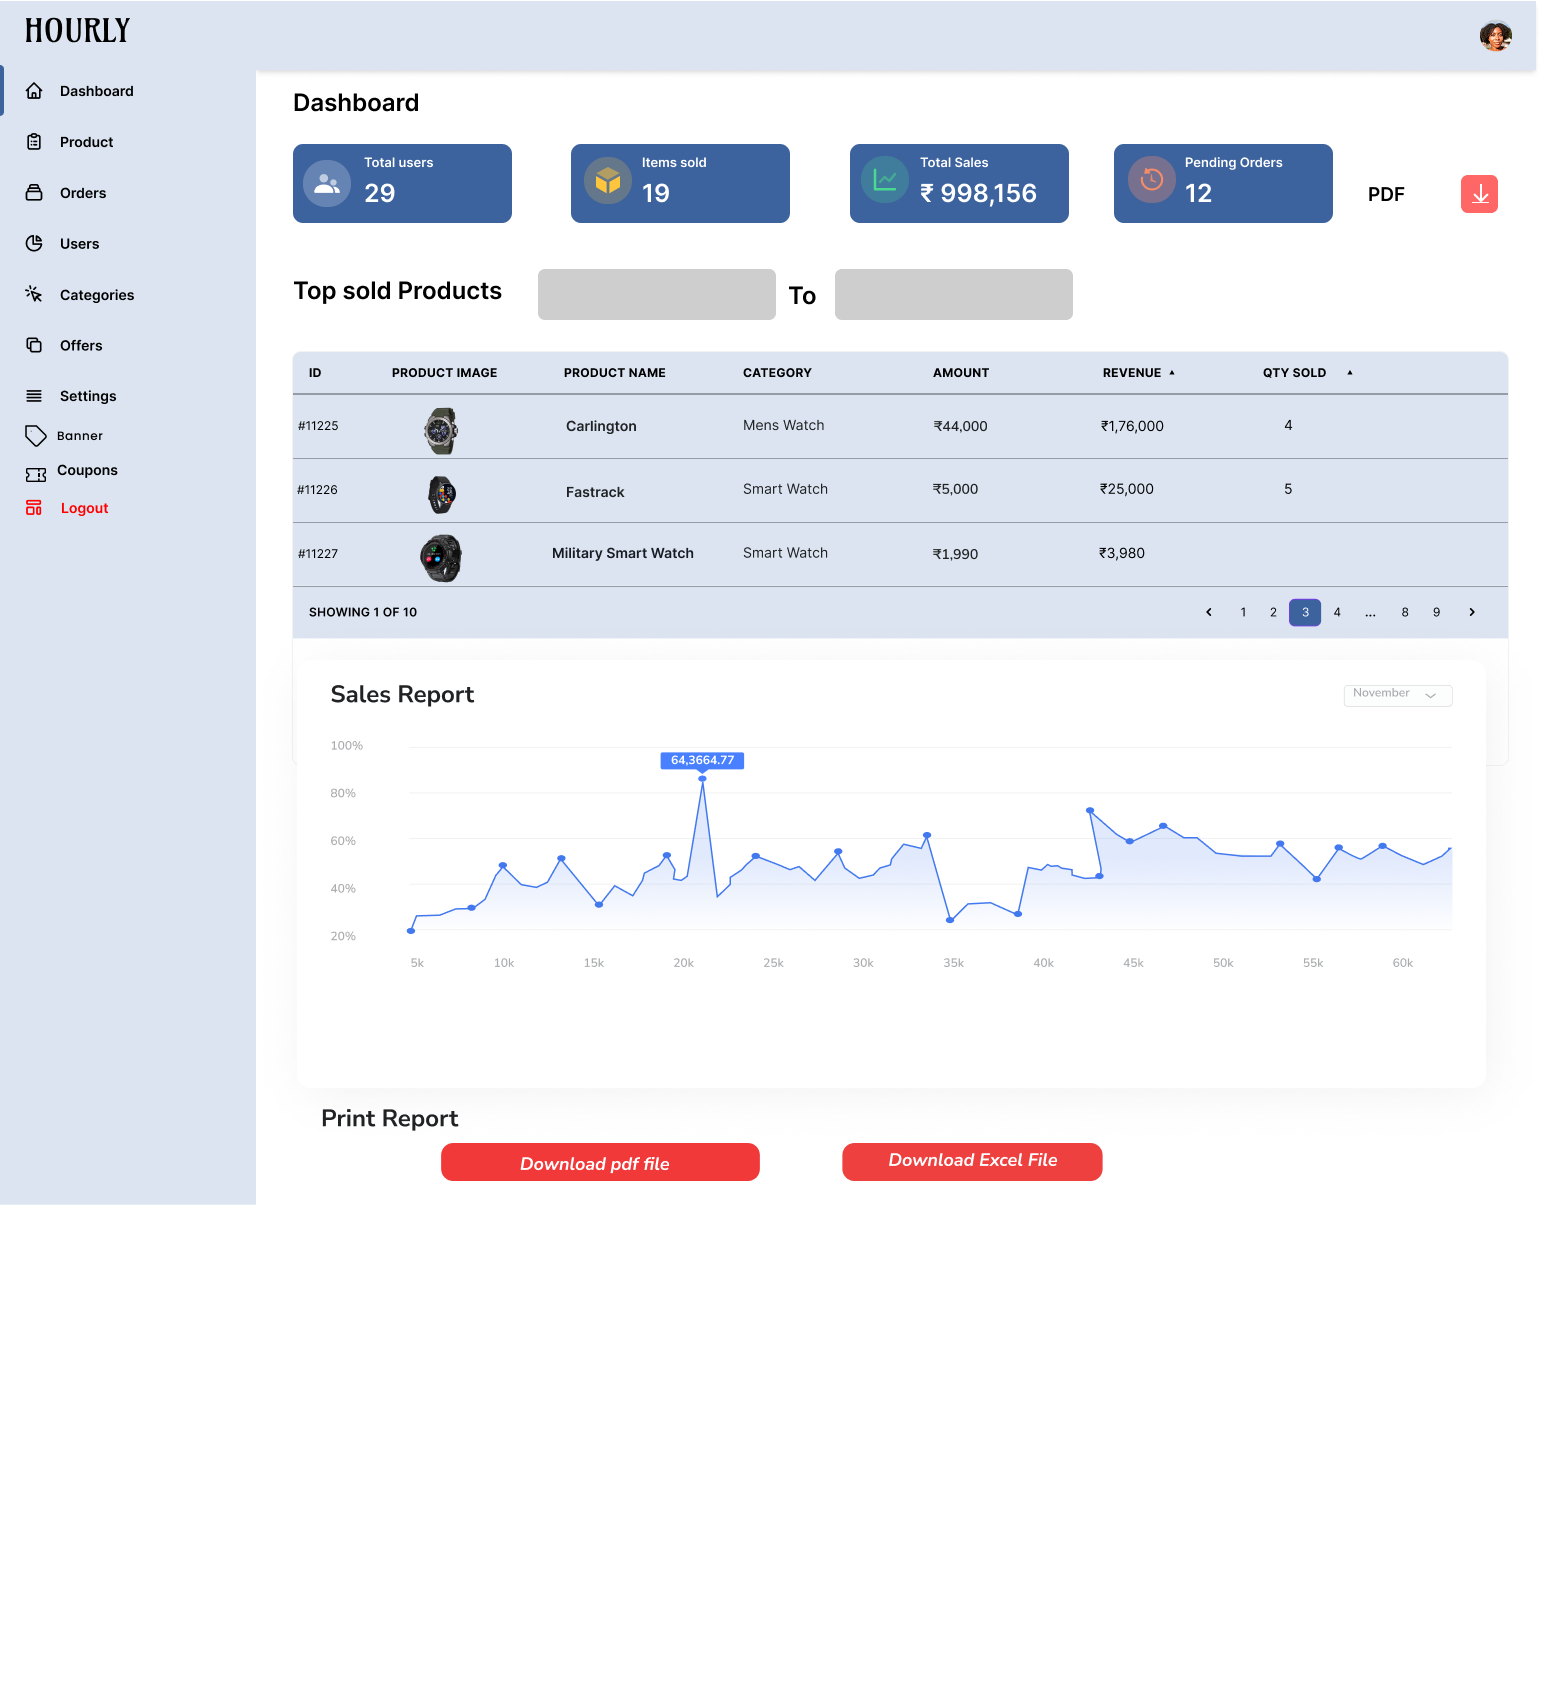 HOURLY
Dashboard
Product
Orders
Users
Categories
Offers
Settings
Banner
Coupons
Logout
Dashboard
Total users
29
Items sold
19
Total Sales
₹ 998,156
Pending Orders
12
PDF
Top sold Products
To
ID PRODUCT IMAGE PRODUCT NAME CATEGORY AMOUNT REVENUE ▲ QTY SOLD ▲
#11225 Carlington Mens Watch ₹44,000 ₹1,76,000 4
#11226 Fastrack Smart Watch ₹5,000 ₹25,000 5
#11227 Military Smart Watch Smart Watch ₹1,990 ₹3,980
SHOWING 1 OF 10 < 1 2 3 4 ... 8 9 >
Sales Report
November
100%
80%
60%
40%
20%
64,3664.77
5k 10k 15k 20k 25k 30k 35k 40k 45k 50k 55k 60k
Print Report
Download pdf file
Download Excel File